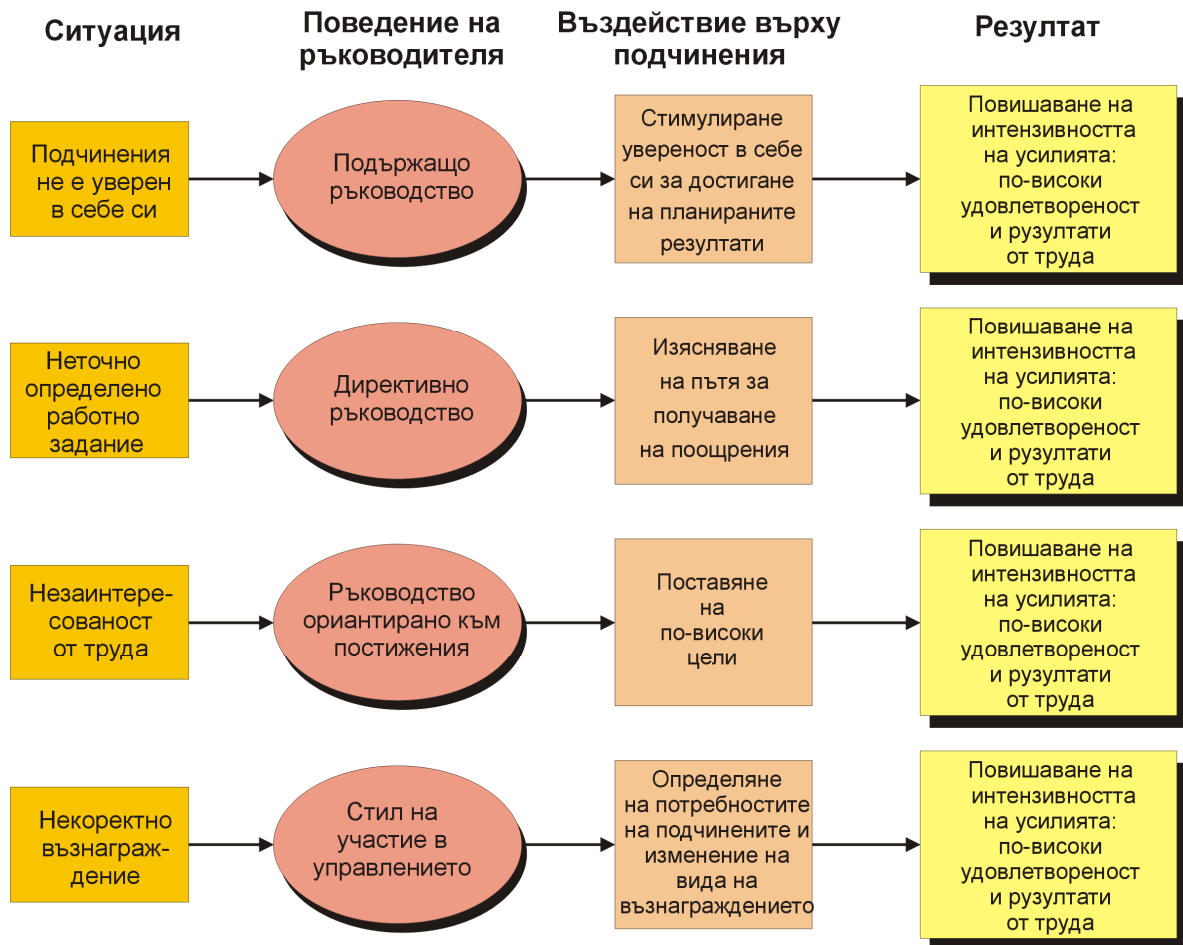 Ситуация
Поведение на
ръководителя
Въздействие върху
подчинения
Резултат
Подчинения
не е уверен
в себе си
Подържащо
ръководство
Стимулиране
увереност в себе
си за достигане
на планираните
резултати
Повишаване на
интензивността
на усилията:
по-високи
удовлетвореност
и рузултати
от труда
Неточно
определено
работно
задание
Директивно
ръководство
Изясняване
на пътя за
получаване
на поощрения
Повишаване на
интензивността
на усилията:
по-високи
удовлетвореност
и рузултати
от труда
Незаинтере-
сованост
от труда
Ръководство
ориантирано към
постижения
Поставяне
на
по-високи
цели
Повишаване на
интензивността
на усилията:
по-високи
удовлетвореност
и рузултати
от труда
Некоректно
възнаграж-
дение
Стил на
участие в
управлението
Определяне
на потребностите
на подчинените и
изменение на
вида на
възнаграждението
Повишаване на
интензивността
на усилията:
по-високи
удовлетвореност
и рузултати
от труда